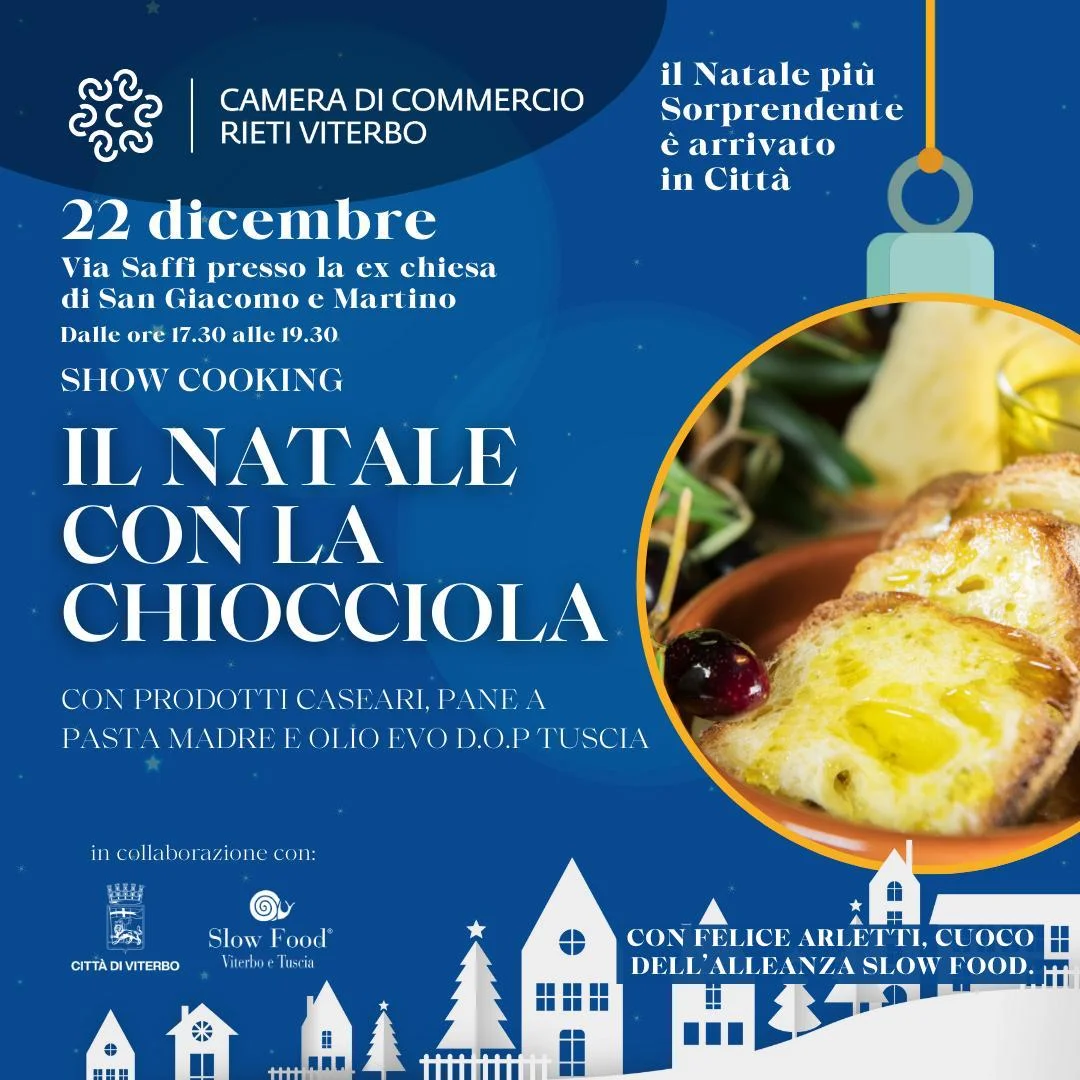 CAMERA DI COMMERCIO
RIETI VITERBO
il Natale più
Sorprendente
è arrivato
in Città
22 dicembre
Via Saffi presso la ex chiesa
di San Giacomo e Martino
Dalle ore 17.30 alle 19.30
SHOW COOKING
IL NATALE
CON LA
CHIOCCIOLA
CON PRODOTTI CASEARI, PANE A
PASTA MADRE E OLIO EVO D.O.P TUSCIA
in collaborazione con:
CITTÀ DI VITERBO
Slow Food®
Viterbo e Tuscia
CON FELICE ARLETTI, CUOCO
DELL'ALLEANZA SLOW FOOD.